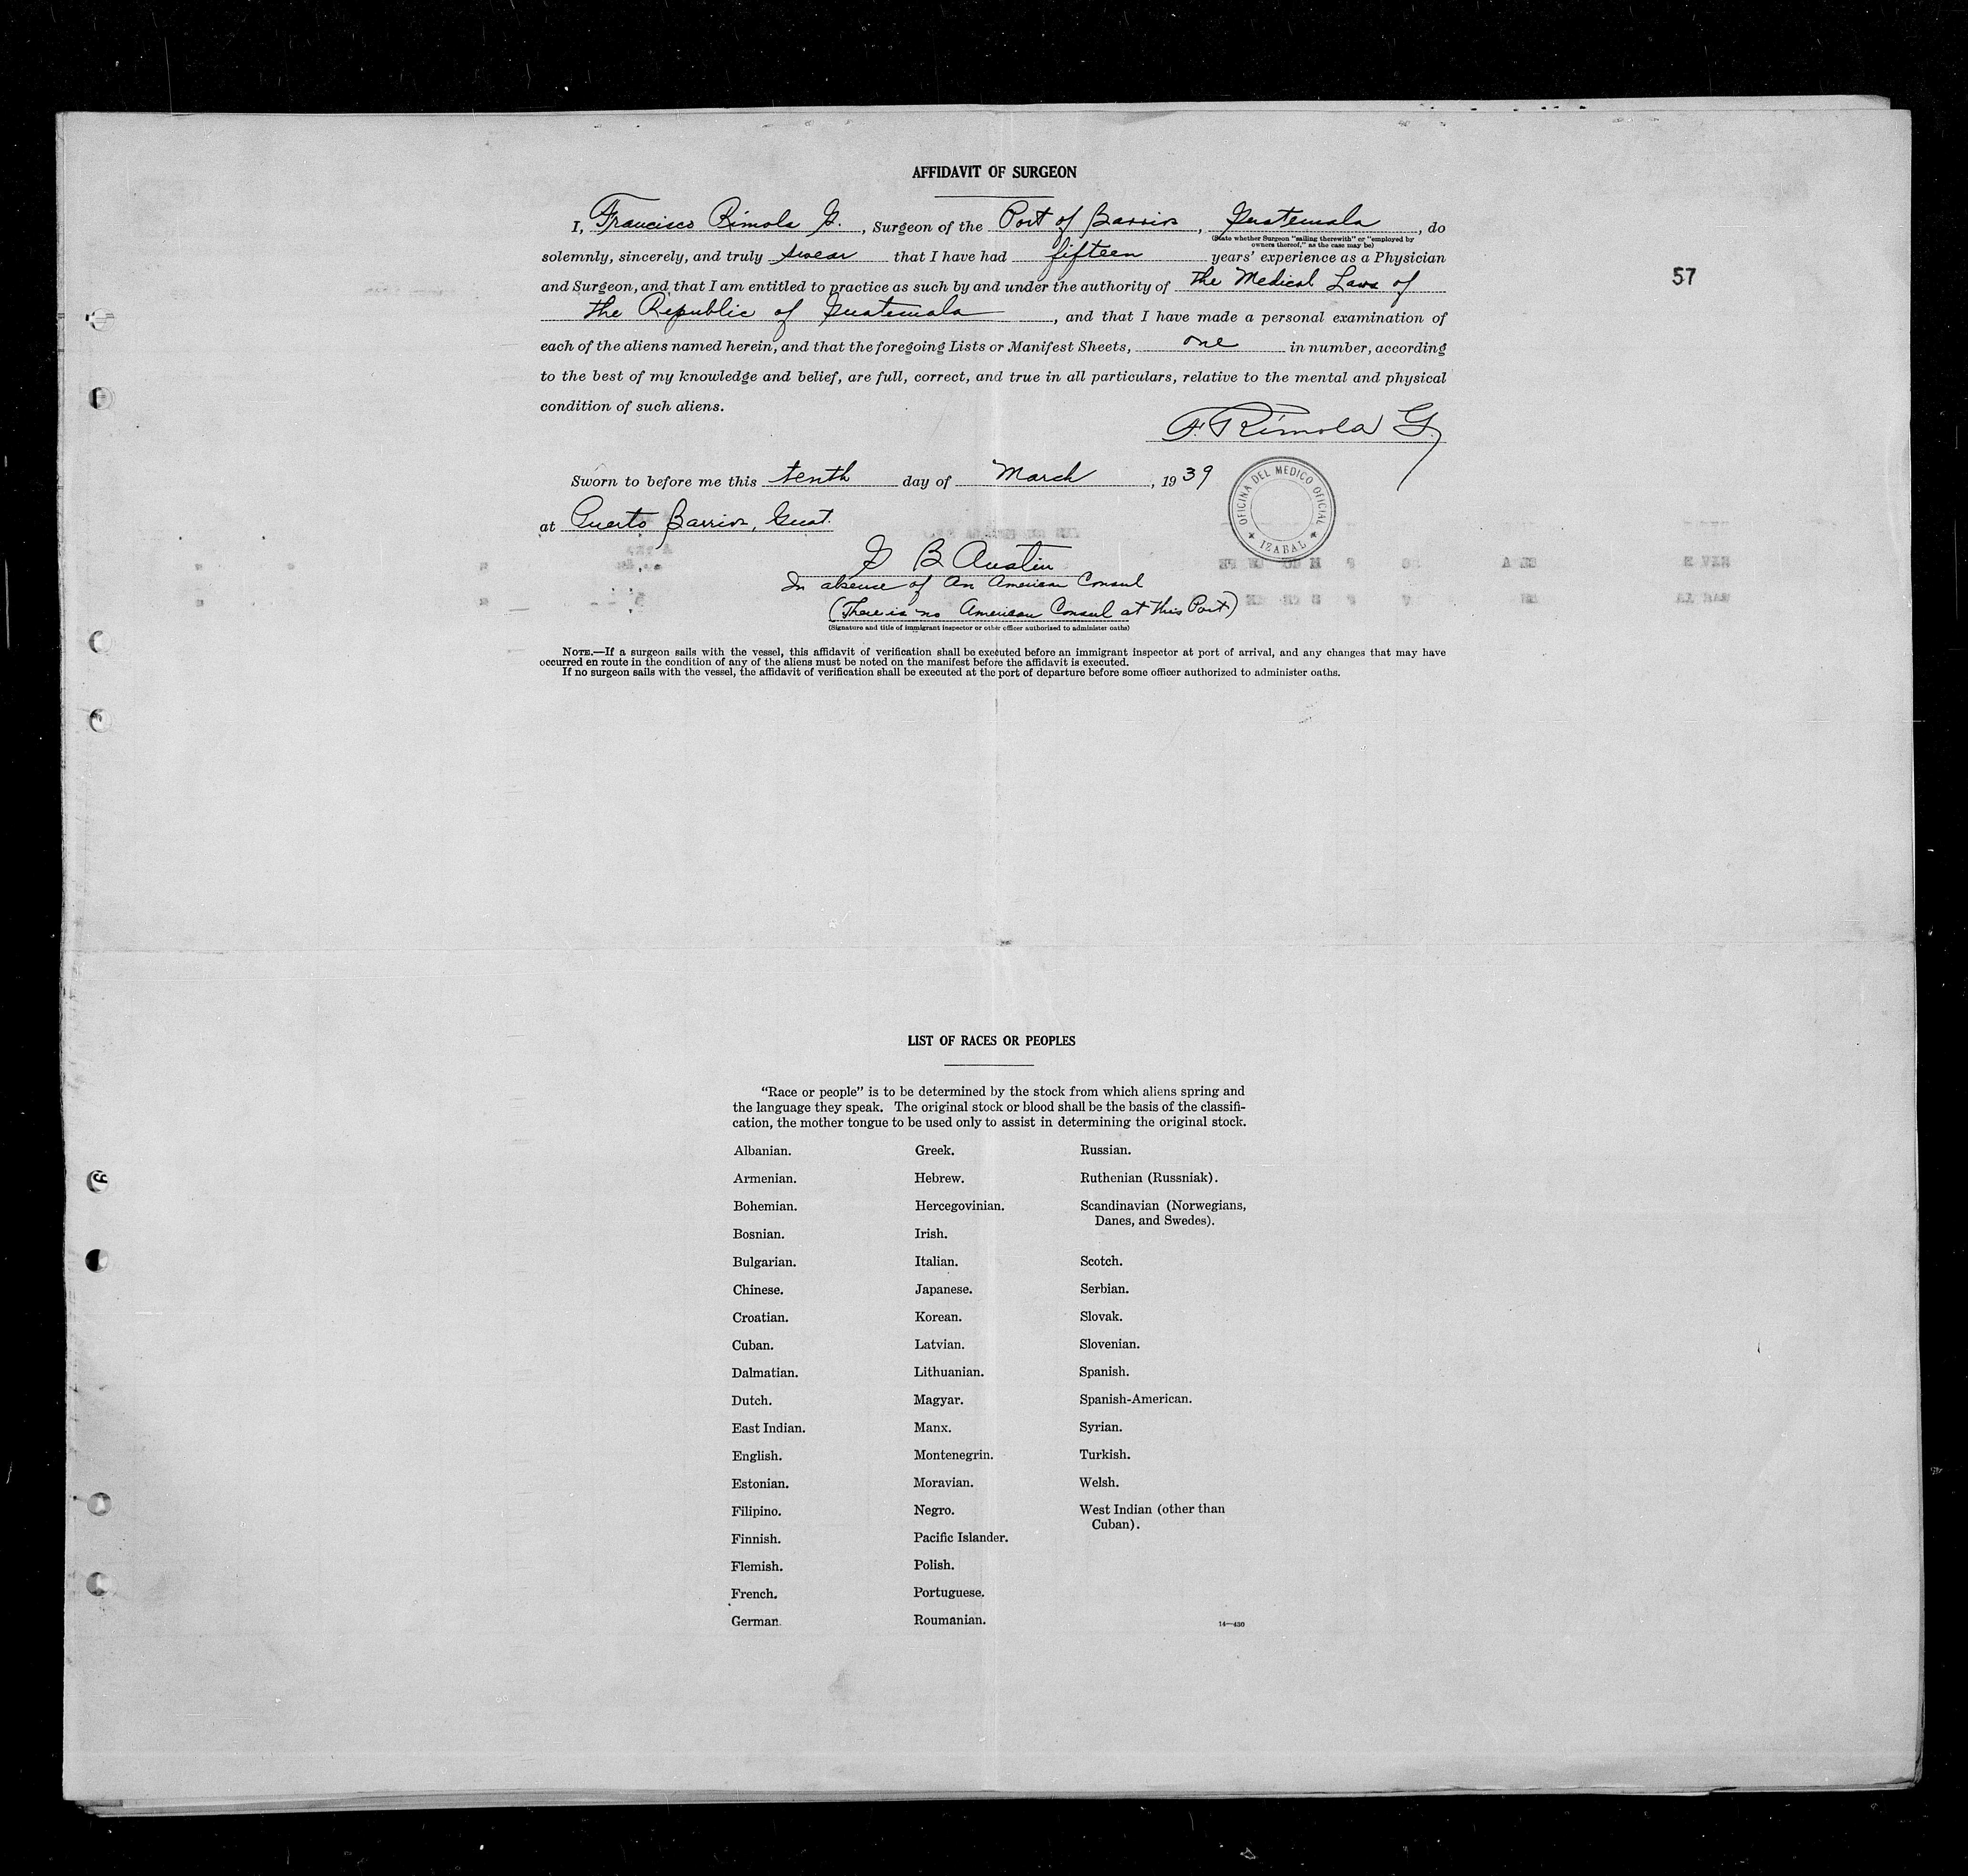 AFFIDAVIT OF SURGEON
I, Francisco Rimola G., Surgeon of the Port of Barrios, Guatemala, do
(State whether Surgeon "sailing therewith" or "employed by
owners thereof," as the case may be)
solemnly, sincerely, and truly swear that I have had fifteen years' experience as a Physician
57
and Surgeon, and that I am entitled to practice as such by and under the authority of the Medical Laws of
the Republic of Guatemala, and that I have made a personal examination of
each of the aliens named herein, and that the foregoing Lists or Manifest Sheets, one in number, according
to the best of my knowledge and belief, are full, correct, and true in all particulars, relative to the mental and physical
condition of such aliens.
F. Rimola G.
Sworn to before me this tenth day of March, 1939
OFICINA DEL MEDICO OFICIAL
IZABAL
at Puerto Barrios, Guat.
G B Austin
In absense of An American Consul
(There is no American Consul at this Port)
(Signature and title of immigrant inspector or other officer authorized to administer oaths)
NOTE.—If a surgeon sails with the vessel, this affidavit of verification shall be executed before an immigrant inspector at port of arrival, and any changes that may have
occurred en route in the condition of any of the aliens must be noted on the manifest before the affidavit is executed.
If no surgeon sails with the vessel, the affidavit of verification shall be executed at the port of departure before some officer authorized to administer oaths.
LIST OF RACES OR PEOPLES
"Race or people" is to be determined by the stock from which aliens spring and
the language they speak. The original stock or blood shall be the basis of the classifi-
cation, the mother tongue to be used only to assist in determining the original stock.
Albanian.
Armenian.
Bohemian.
Bosnian.
Bulgarian.
Chinese.
Croatian.
Cuban.
Dalmatian.
Dutch.
East Indian.
English.
Estonian.
Filipino.
Finnish.
Flemish.
French.
German.
Greek.
Hebrew.
Hercegovinian.
Irish.
Italian.
Japanese.
Korean.
Latvian.
Lithuanian.
Magyar.
Manx.
Montenegrin.
Moravian.
Negro.
Pacific Islander.
Polish.
Portuguese.
Roumanian.
Russian.
Ruthenian (Russniak).
Scandinavian (Norwegians,
Danes, and Swedes).
Scotch.
Serbian.
Slovak.
Slovenian.
Spanish.
Spanish-American.
Syrian.
Turkish.
Welsh.
West Indian (other than
Cuban).
14—430